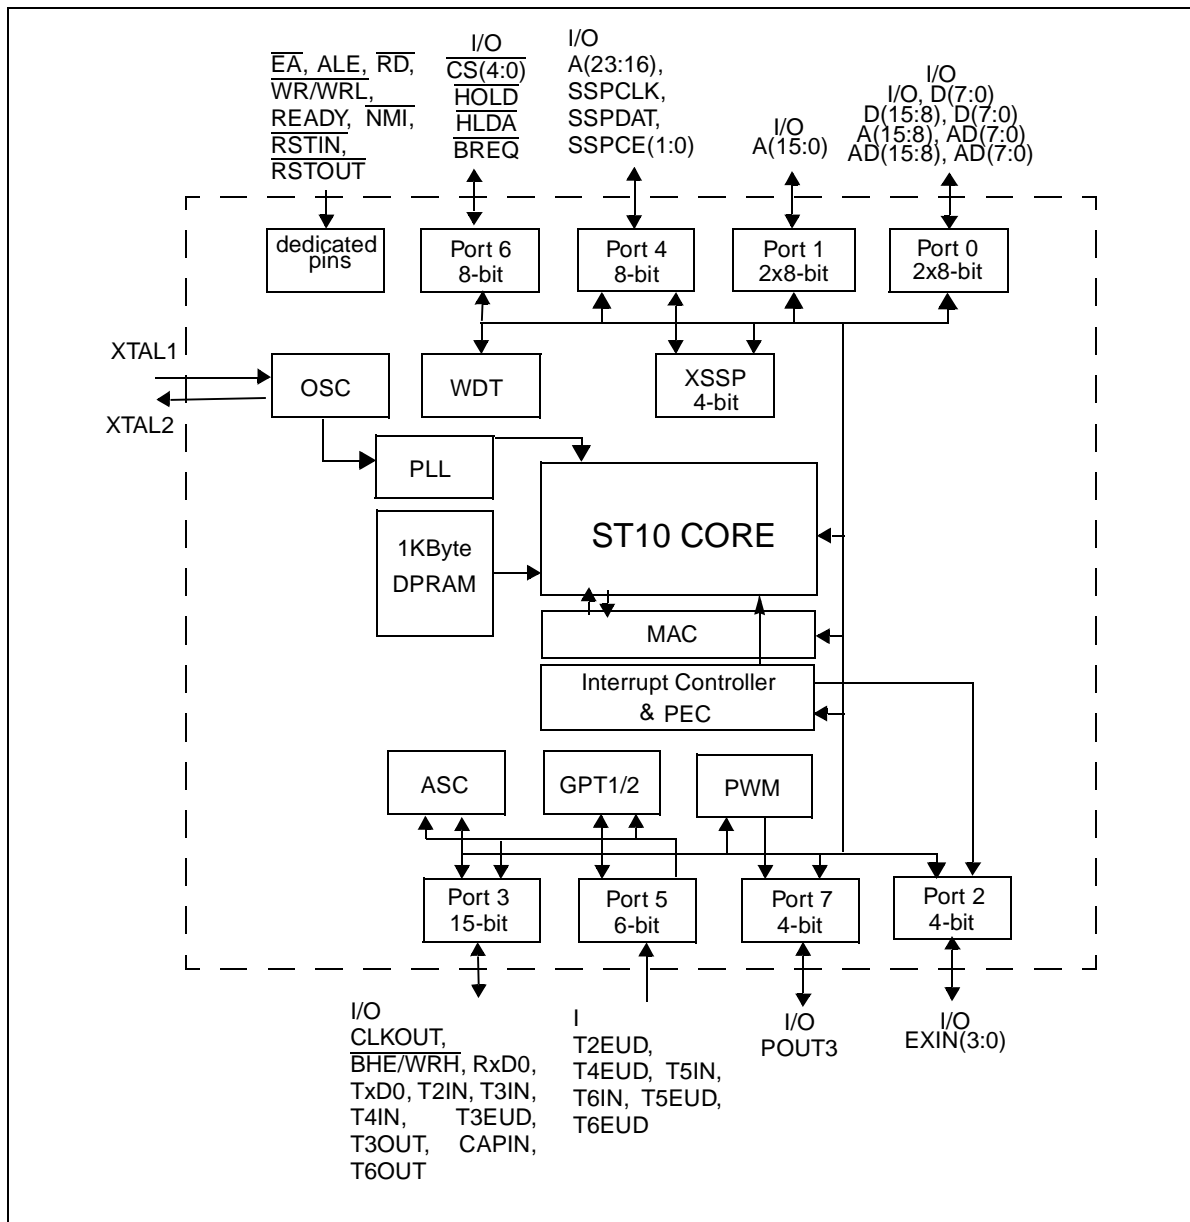 EA, ALE, RD,
WR/WRL,
READY, NMI,
RSTIN,
RSTOUT
I/O
CS(4:0)
HOLD
HLDA
BREQ
I/O
A(23:16),
SSPCLK,
SSPDAT,
SSPCE(1:0)
I/O
A(15:0)
I/O
I/O, D(7:0)
D(15:8), D(7:0)
A(15:8), AD(7:0)
AD(15:8), AD(7:0)
dedicated
pins
Port 6
8-bit
Port 4
8-bit
Port 1
2x8-bit
Port 0
2x8-bit
XTAL1
XTAL2
OSC
WDT
XSSP
4-bit
PLL
ST10 CORE
1KByte
DPRAM
MAC
Interrupt Controller
& PEC
ASC
GPT1/2
PWM
Port 3
15-bit
Port 5
6-bit
Port 7
4-bit
Port 2
4-bit
I/O
CLKOUT,
BHE/WRH, RxD0,
TxD0, T2IN, T3IN,
T4IN, T3EUD,
T3OUT, CAPIN,
T6OUT
I
T2EUD,
T4EUD, T5IN,
T6IN, T5EUD,
T6EUD
I/O
POUT3
I/O
EXIN(3:0)